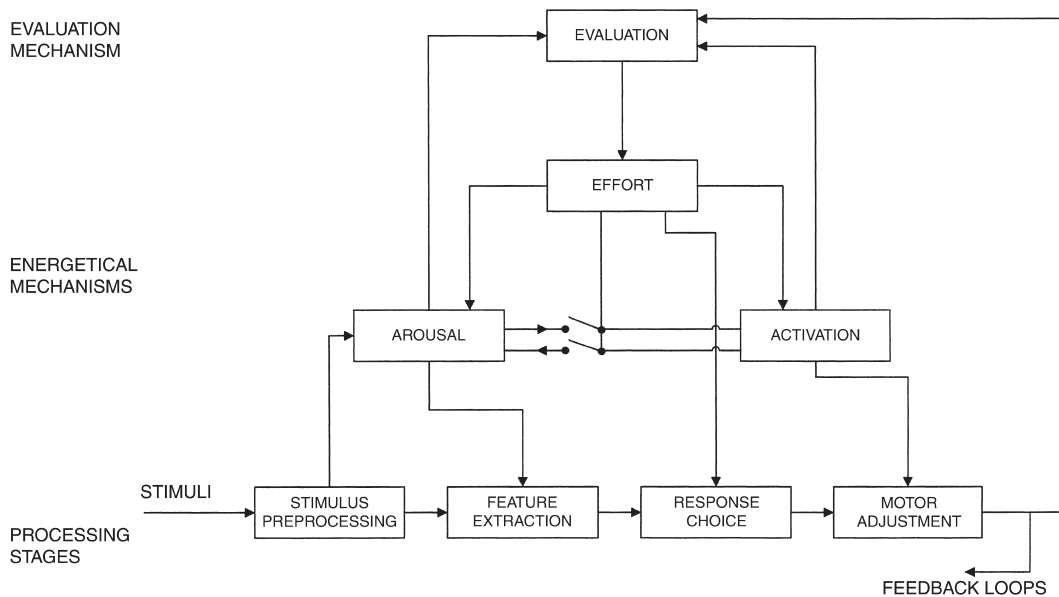 EVALUATION
MECHANISM
EVALUATION
EFFORT
ENERGETICAL
MECHANISMS
AROUSAL
ACTIVATION
STIMULI
STIMULUS
PREPROCESSING
FEATURE
EXTRACTION
RESPONSE
CHOICE
MOTOR
ADJUSTMENT
PROCESSING
STAGES
FEEDBACK LOOPS